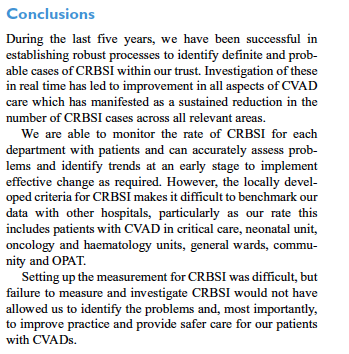 Conclusions
During the last five years, we have been successful in
establishing robust processes to identify definite and prob-
able cases of CRBSI within our trust. Investigation of these
in real time has led to improvement in all aspects of CVAD
care which has manifested as a sustained reduction in the
number of CRBSI cases across all relevant areas.
We are able to monitor the rate of CRBSI for each
department with patients and can accurately assess prob-
lems and identify trends at an early stage to implement
effective change as required. However, the locally devel-
oped criteria for CRBSI makes it difficult to benchmark our
data with other hospitals, particularly as our rate this
includes patients with CVAD in critical care, neonatal unit,
oncology and haematology units, general wards, commu-
nity and OPAT.
Setting up the measurement for CRBSI was difficult, but
failure to measure and investigate CRBSI would not have
allowed us to identify the problems and, most importantly,
to improve practice and provide safer care for our patients
with CVADs.